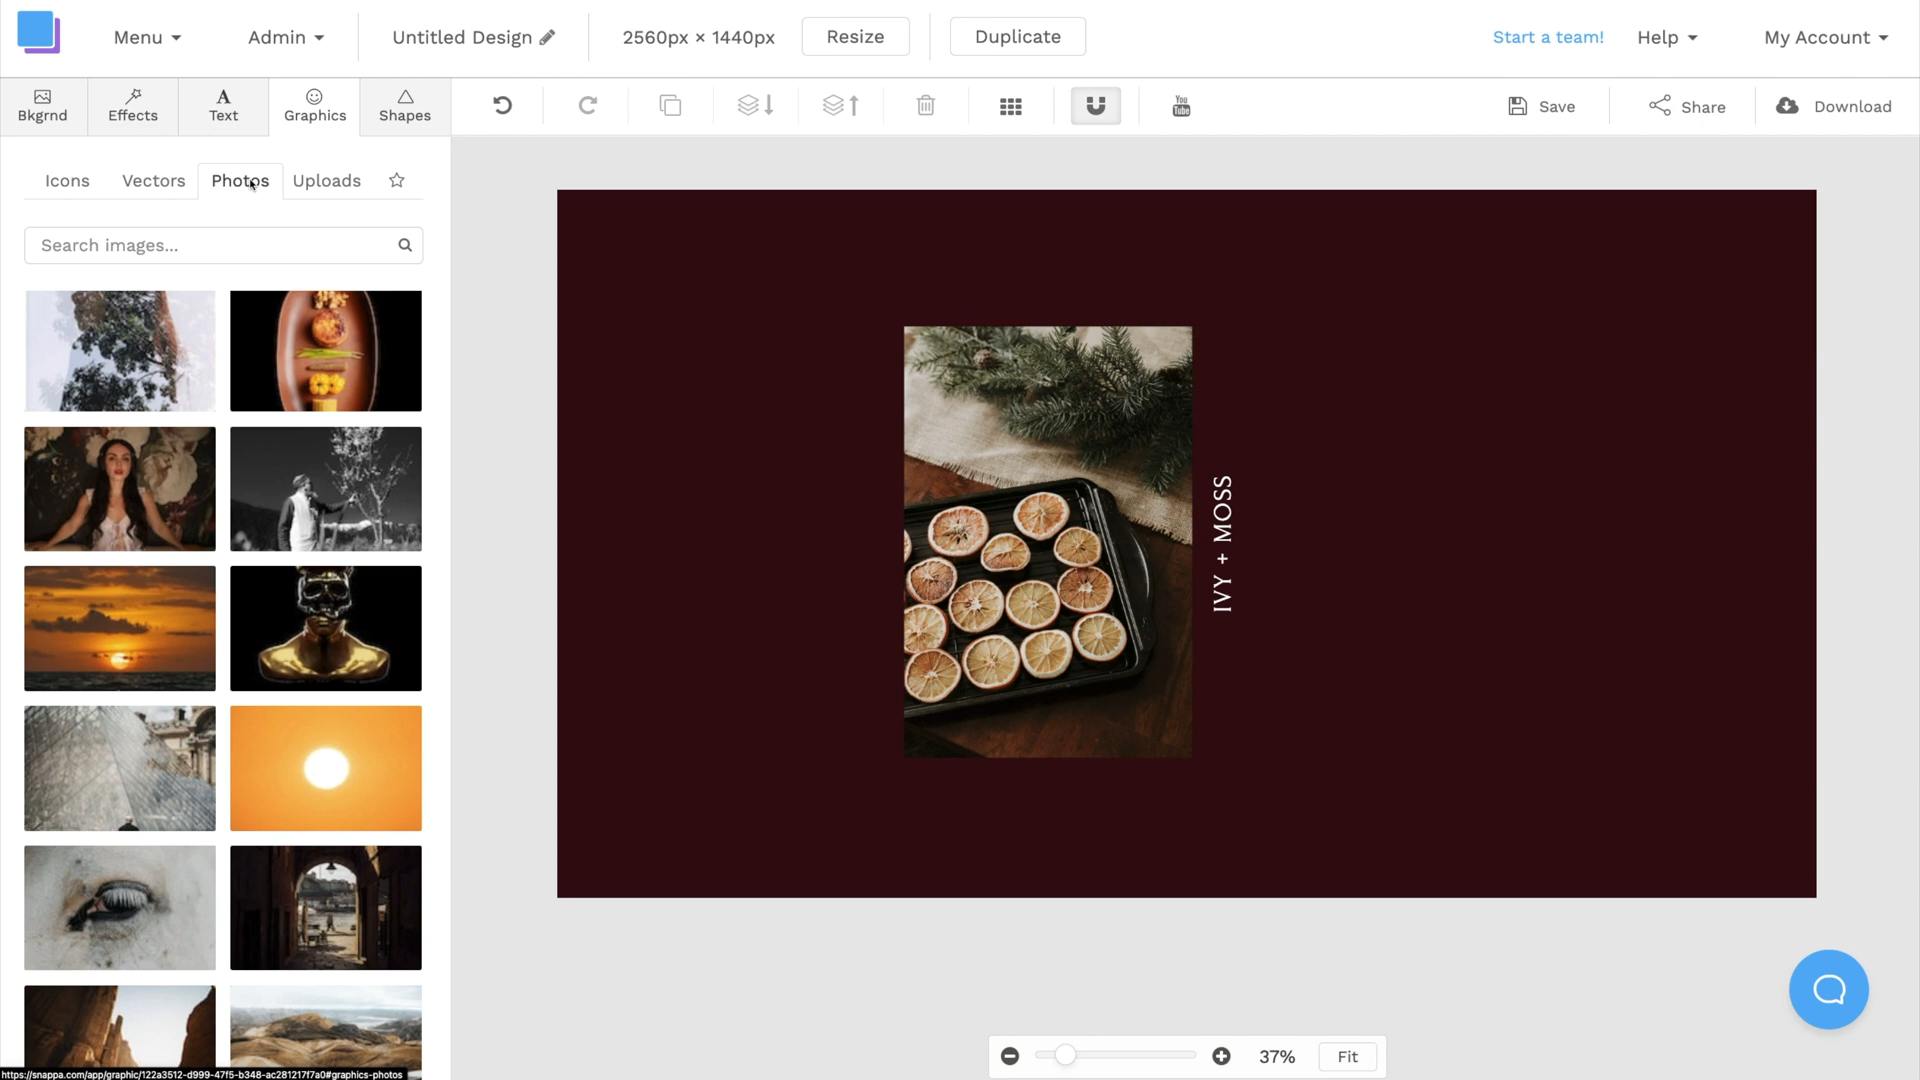 Menu
Admin
Untitled Design
2560px × 1440px
Resize
Duplicate
Start a team!
Help
My Account
Bkgrnd
Effects
A
Text
Graphics
Shapes
You
Tube
Save
Share
Download
Icons
Vectors
Photos
Uploads
Search images...
IVY + MOSS
37%
Fit
https://snappa.com/app/graphic/122a3512-d999-47f5-b348-ac281217f7a0#graphics-photos